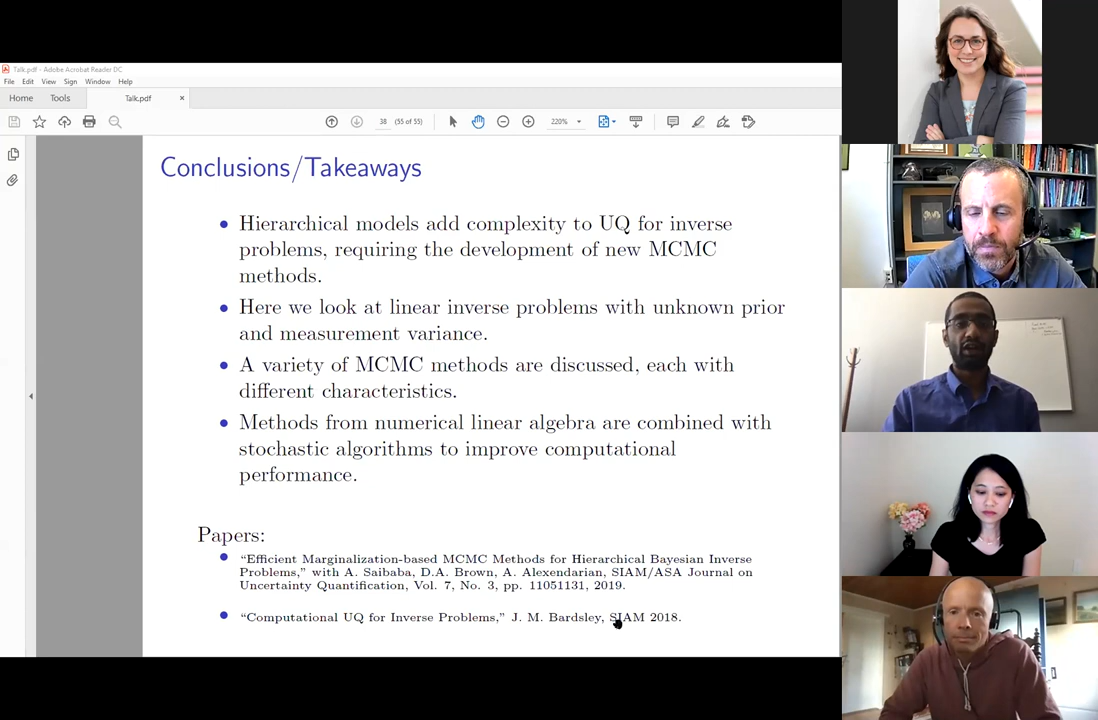 Talk.pdf - Adobe Acrobat Reader DC
File Edit View Sign Window Help
Home Tools Talk.pdf ×
38 (55 of 55) 220%
Conclusions/Takeaways
• Hierarchical models add complexity to UQ for inverse
problems, requiring the development of new MCMC
methods.
• Here we look at linear inverse problems with unknown prior
and measurement variance.
• A variety of MCMC methods are discussed, each with
different characteristics.
• Methods from numerical linear algebra are combined with
stochastic algorithms to improve computational
performance.
Papers:
• “Efficient Marginalization-based MCMC Methods for Hierarchical Bayesian Inverse
Problems,” with A. Saibaba, D.A. Brown, A. Alexendarian, SIAM/ASA Journal on
Uncertainty Quantification, Vol. 7, No. 3, pp. 11051131, 2019.
• “Computational UQ for Inverse Problems,” J. M. Bardsley, SIAM 2018.